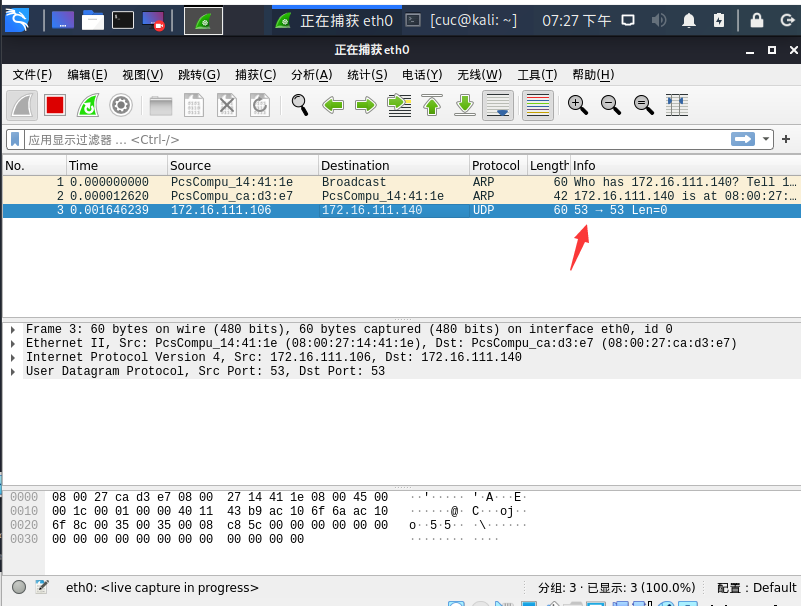 正在捕获 eth0 [cuc@kali: ~] 07:27 下午
正在捕获eth0
文件(F) 编辑(E) 视图(V) 跳转(G) 捕获(C) 分析(A) 统计(S) 电话(Y) 无线(W) 工具(T) 帮助(H)
应用显示过滤器 … <Ctrl-/>
No. Time Source Destination Protocol Length Info
1 0.000000000 PcsCompu_14:41:1e Broadcast ARP 60 Who has 172.16.111.140? Tell 1…
2 0.000012620 PcsCompu_ca:d3:e7 PcsCompu_14:41:1e ARP 42 172.16.111.140 is at 08:00:27:…
3 0.001646239 172.16.111.106 172.16.111.140 UDP 60 53 → 53 Len=0
Frame 3: 60 bytes on wire (480 bits), 60 bytes captured (480 bits) on interface eth0, id 0
Ethernet II, Src: PcsCompu_14:41:1e (08:00:27:14:41:1e), Dst: PcsCompu_ca:d3:e7 (08:00:27:ca:d3:e7)
Internet Protocol Version 4, Src: 172.16.111.106, Dst: 172.16.111.140
User Datagram Protocol, Src Port: 53, Dst Port: 53
0000 08 00 27 ca d3 e7 08 00 27 14 41 1e 08 00 45 00 ··'····· '·A···E·
0010 00 1c 00 01 00 00 40 11 43 b9 ac 10 6f 6a ac 10 ······@· C···oj··
0020 6f 8c 00 35 00 35 00 08 c8 5c 00 00 00 00 00 00 o··5·5·· ·\······
0030 00 00 00 00 00 00 00 00 00 00 00 00 ········ ····
eth0: <live capture in progress> 分组: 3 · 已显示: 3 (100.0%) 配置：Default